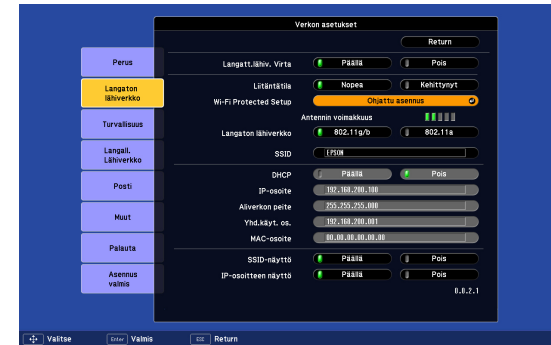 Verkon asetukset
Return
Perus
Langaton
lähiverkko
Turvallisuus
Langall.
Lähiverkko
Posti
Muut
Palauta
Asennus
valmis
Langatt.lähiv. Virta Päällä Pois
Liitäntätila Nopea Kehittynyt
Wi-Fi Protected Setup Ohjattu asennus
Antennin voimakkuus
Langaton lähiverkko 802.11g/b 802.11a
SSID EPSON
DHCP Päällä Pois
IP-osoite 192.168.200.100
Aliverkon peite 255.255.255.000
Yhd.käyt. os. 192.168.200.001
MAC-osoite 00.00.00.00.00.00
SSID-näyttö Päällä Pois
IP-osoitteen näyttö Päällä Pois
0.0.2.1
Valitse Enter Valmis Esc Return